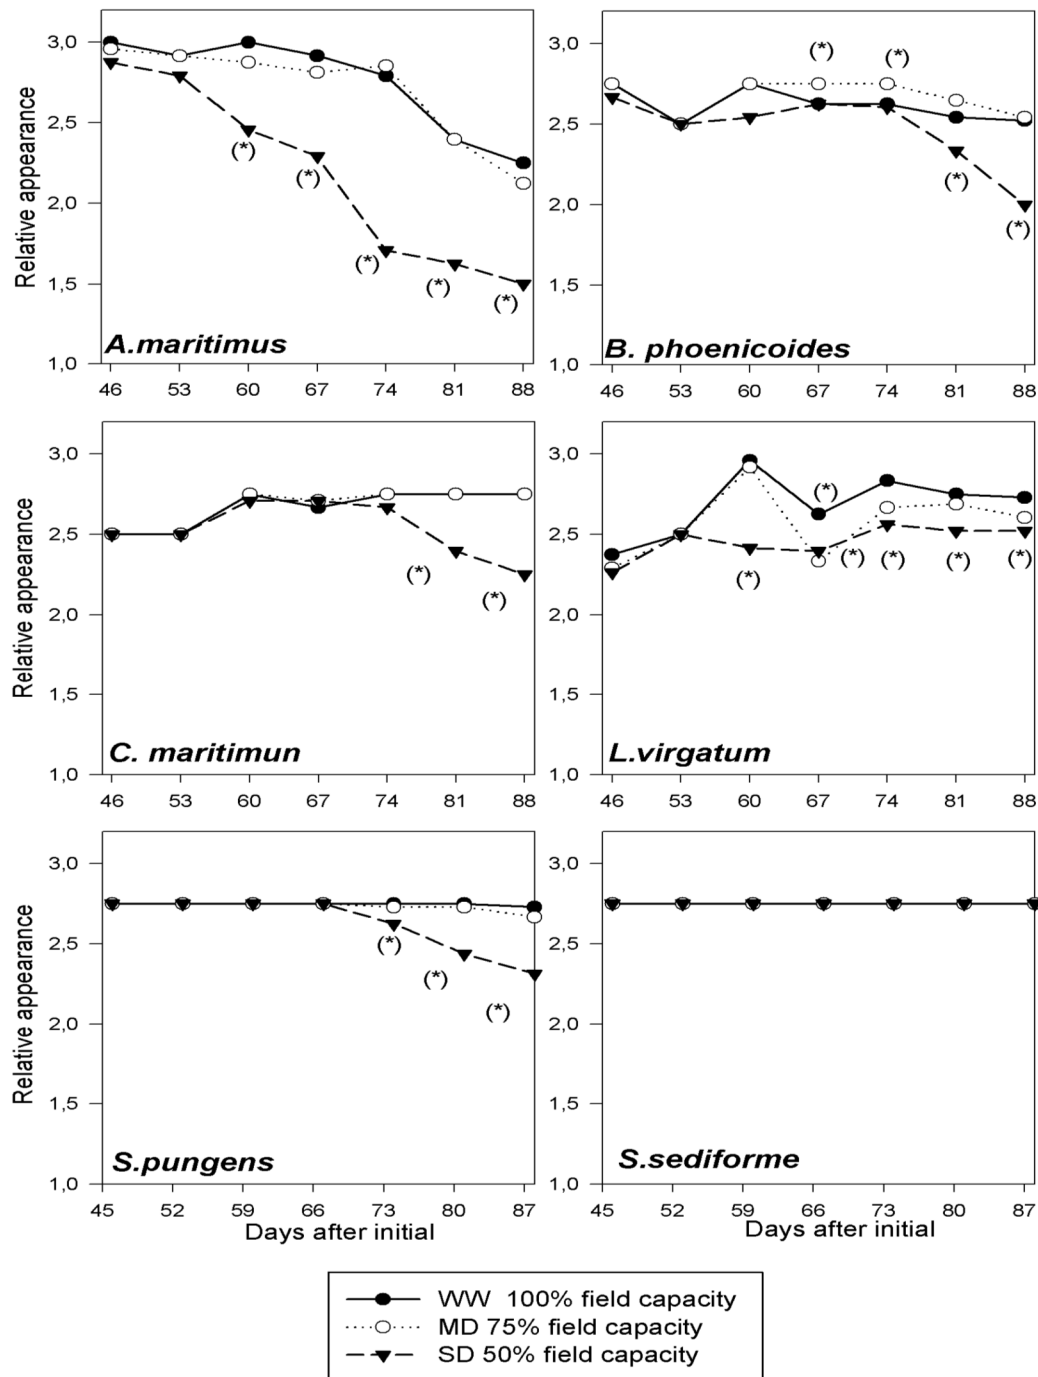 3,0
2,5
2,0
1,5
1,0
Relative appearance
(*) (*) (*) (*) (*)
A.maritimus
46 53 60 67 74 81 88
3,0
2,5
2,0
1,5
1,0
(*) (*) (*) (*)
B. phoenicoides
46 53 60 67 74 81 88
3,0
2,5
2,0
1,5
1,0
Relative appearance
(*) (*)
C. maritimun
46 53 60 67 74 81 88
3,0
2,5
2,0
1,5
1,0
(*) (*) (*) (*) (*) (*)
L.virgatum
46 53 60 67 74 81 88
3,0
2,5
2,0
1,5
1,0
Relative appearance
(*) (*) (*)
S.pungens
45 52 59 66 73 80 87
Days after initial
3,0
2,5
2,0
1,5
1,0
S.sediforme
45 52 59 66 73 80 87
Days after initial
WW 100% field capacity
MD 75% field capacity
SD 50% field capacity